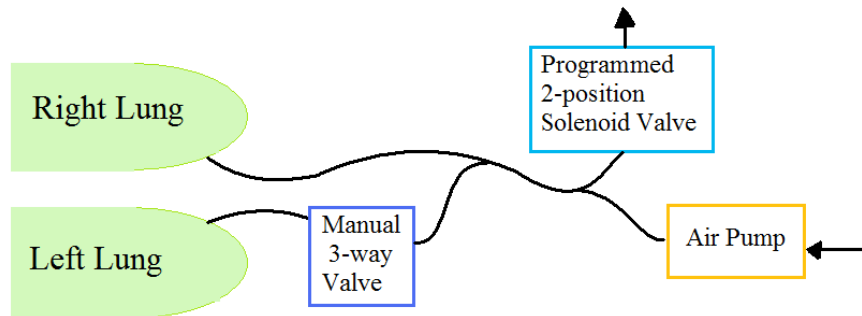 Right Lung
Programmed
2-position
Solenoid Valve
Left Lung
Manual
3-way
Valve
Air Pump